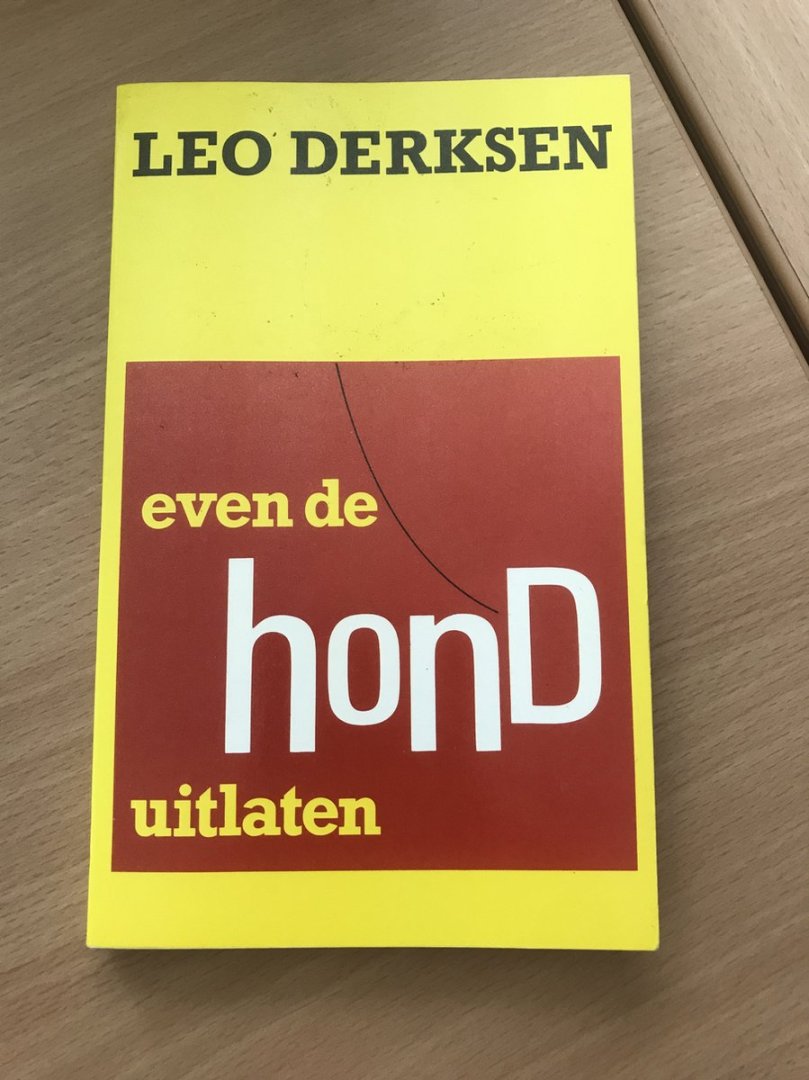 LEO DERKSEN
even de
honD
uitlaten